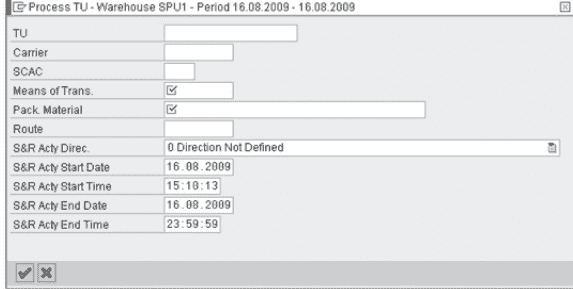 Process TU - Warehouse SPU1 - Period 16.08.2009 - 16.08.2009
TU
Carrier
SCAC
Means of Trans.
Pack. Material
Route
S&R Acty Direc. 0 Direction Not Defined
S&R Acty Start Date 16.08.2009
S&R Acty Start Time 15:10:13
S&R Acty End Date 16.08.2009
S&R Acty End Time 23:59:59